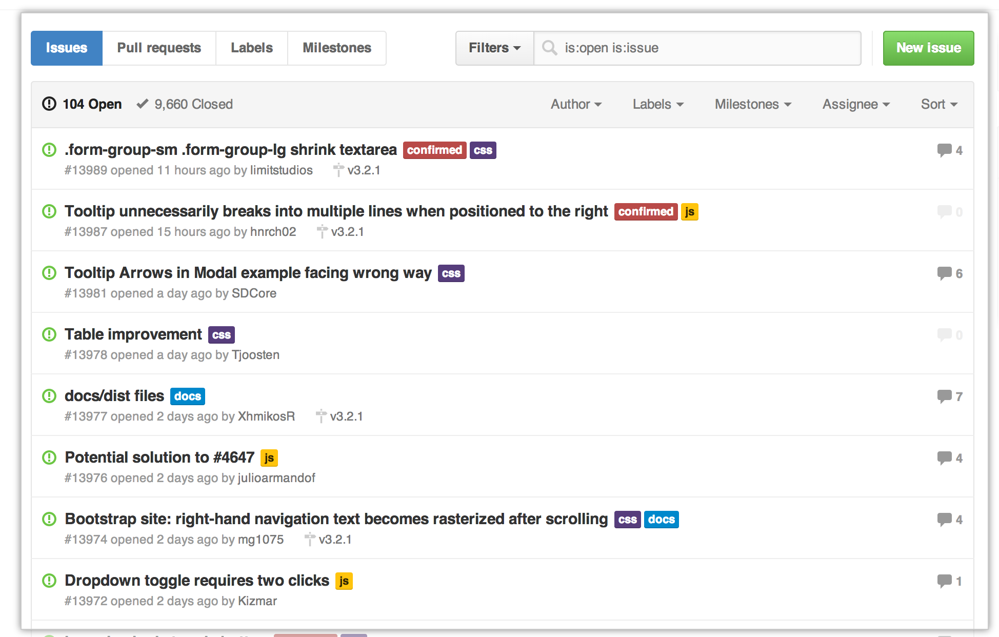 Issues Pull requests Labels Milestones Filters is:open is:issue New issue
104 Open 9,660 Closed Author Labels Milestones Assignee Sort
.form-group-sm .form-group-lg shrink textarea confirmed css 4
#13989 opened 11 hours ago by limitstudios v3.2.1
Tooltip unnecessarily breaks into multiple lines when positioned to the right confirmed js 0
#13987 opened 15 hours ago by hnrch02 v3.2.1
Tooltip Arrows in Modal example facing wrong way css 6
#13981 opened a day ago by SDCore
Table improvement css 0
#13978 opened a day ago by Tjoosten
docs/dist files docs 7
#13977 opened 2 days ago by XhmikosR v3.2.1
Potential solution to #4647 js 4
#13976 opened 2 days ago by julioarmandof
Bootstrap site: right-hand navigation text becomes rasterized after scrolling css docs 4
#13974 opened 2 days ago by mg1075 v3.2.1
Dropdown toggle requires two clicks js 1
#13972 opened 2 days ago by Kizmar